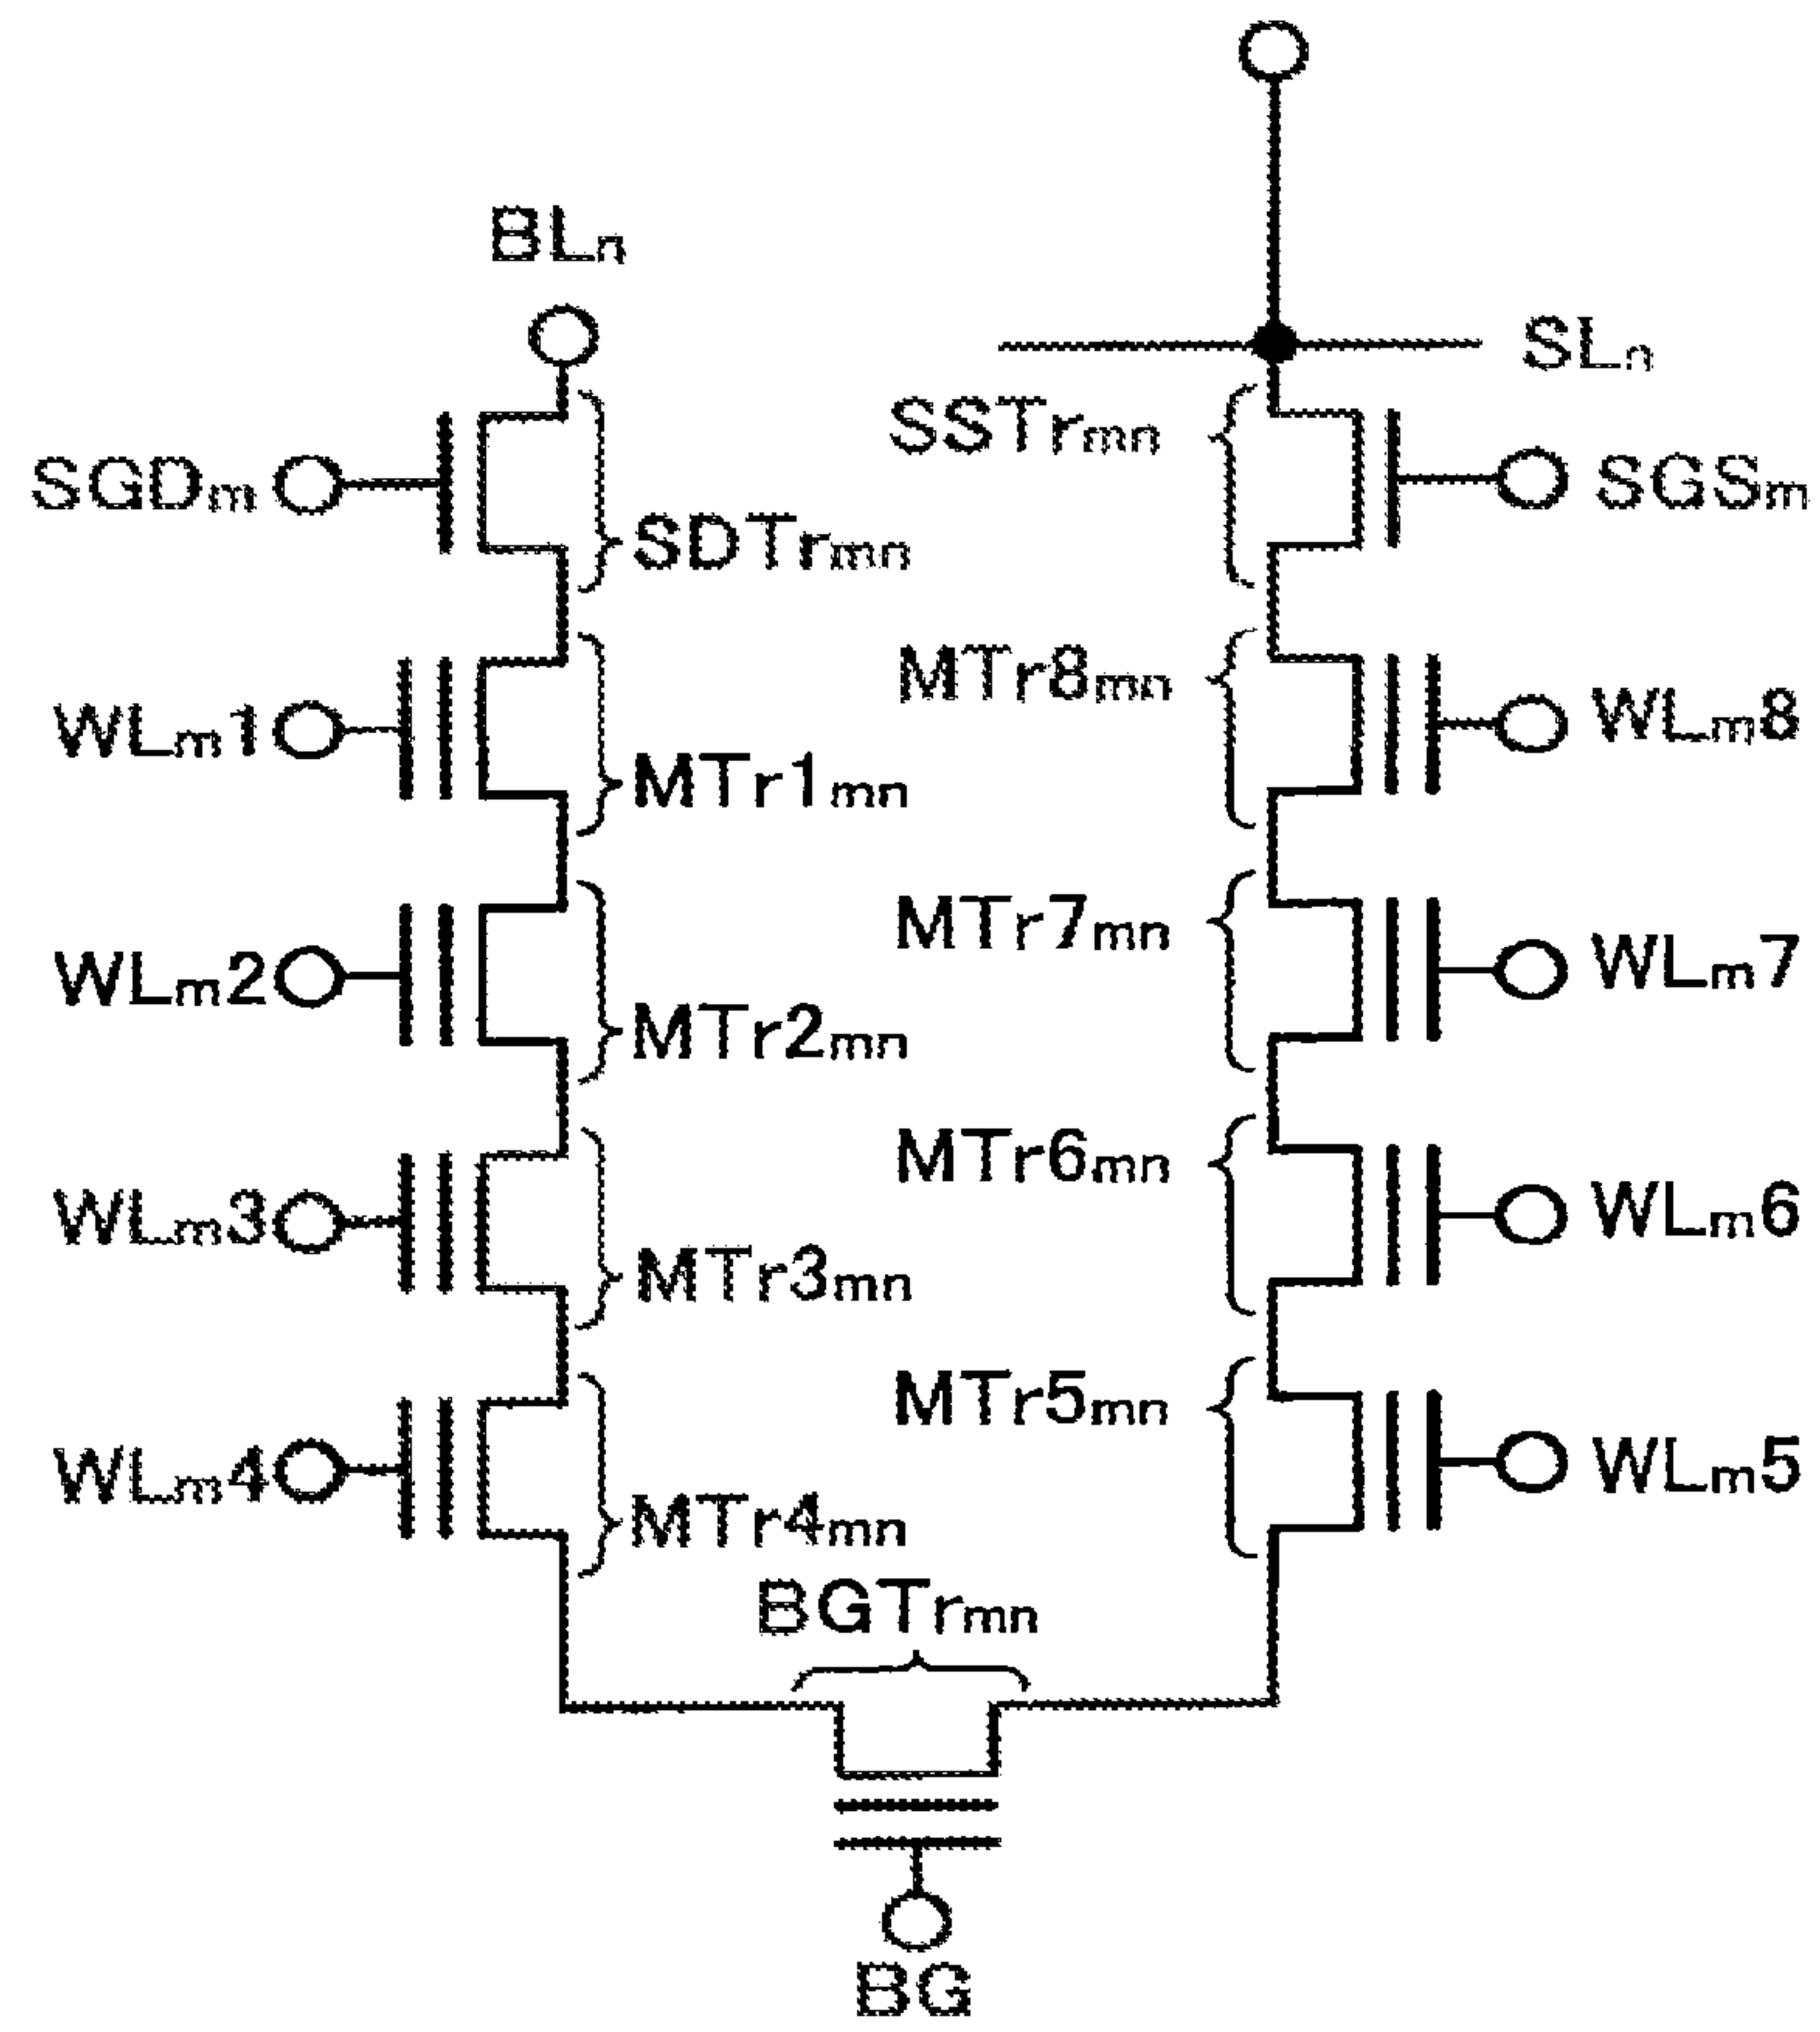 BLn
SLn
SSTrmn
SGDm
SGSm
SDTrmn
MTr8mn
WLm1
WLm8
MTr1mn
MTr7mn
WLm2
WLm7
MTr2mn
MTr6mn
WLm3
WLm6
MTr3mn
MTr5mn
WLm4
WLm5
MTr4mn
BGTrmn
BG